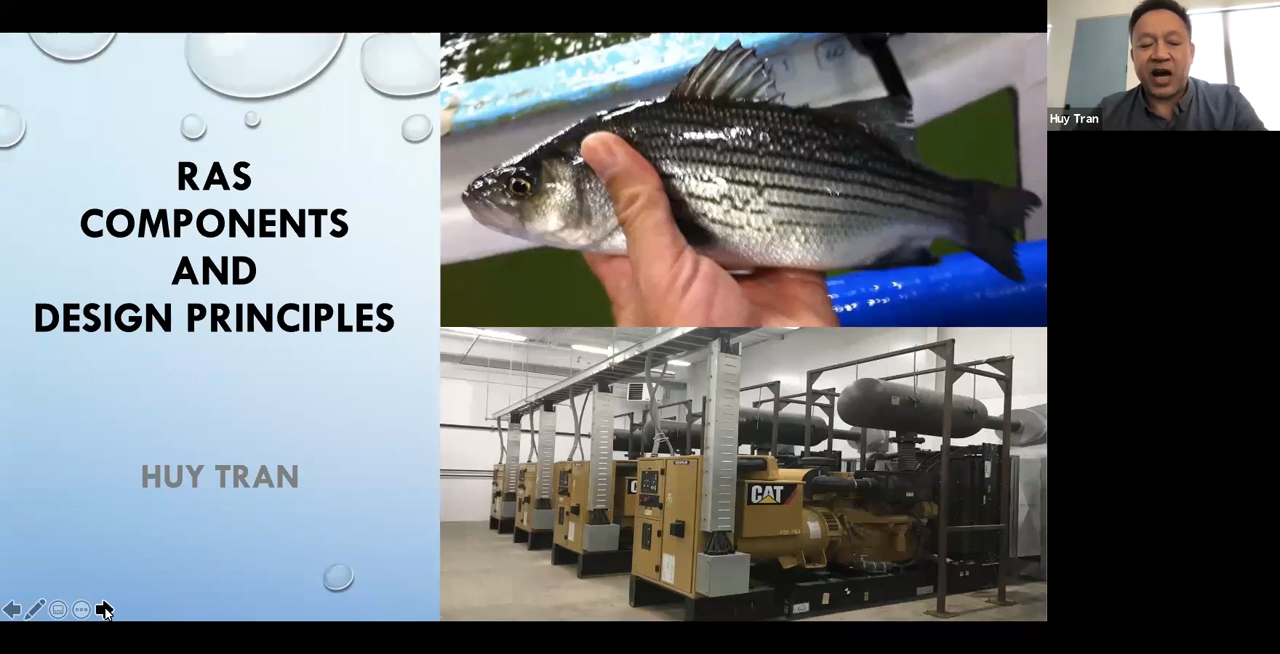 RAS
COMPONENTS
AND
DESIGN PRINCIPLES
HUY TRAN
CAT
Huy Tran